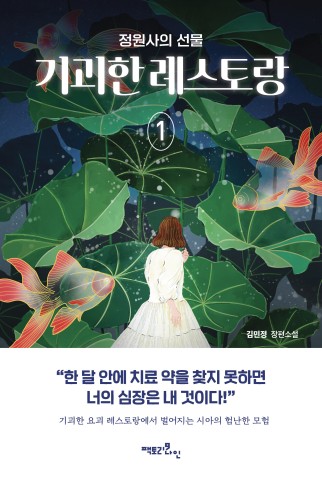 정원사의 선물
기괴한 레스토랑
1
김민정 장편소설
“한 달 안에 치료 약을 찾지 못하면
너의 심장은 내 것이다!”
기괴한 요괴 레스토랑에서 벌어지는 시아의 험난한 모험
팩토리나인